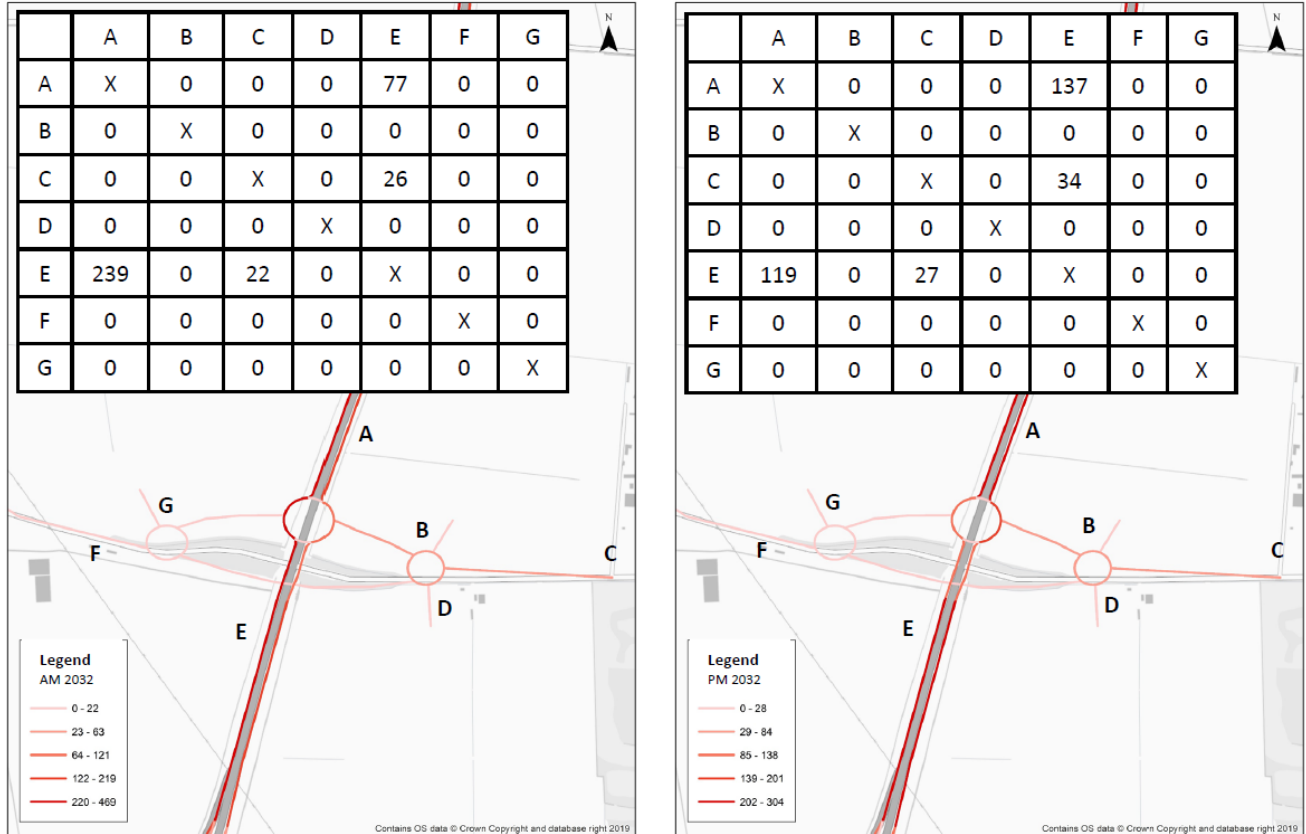 A B C D E F G
A X 0 0 0 77 0 0
B 0 X 0 0 0 0 0
C 0 0 X 0 26 0 0
D 0 0 0 X 0 0 0
E 239 0 22 0 X 0 0
F 0 0 0 0 0 X 0
G 0 0 0 0 0 0 X
N
A
G
B
F
C
D
E
Legend
AM 2032
0 - 22
23 - 63
64 - 121
122 - 219
220 - 469
Contains OS data © Crown Copyright and database right 2019
A B C D E F G
A X 0 0 0 137 0 0
B 0 X 0 0 0 0 0
C 0 0 X 0 34 0 0
D 0 0 0 X 0 0 0
E 119 0 27 0 X 0 0
F 0 0 0 0 0 X 0
G 0 0 0 0 0 0 X
N
A
G
B
F
C
D
E
Legend
PM 2032
0 - 28
29 - 84
85 - 138
139 - 201
202 - 304
Contains OS data © Crown Copyright and database right 2019